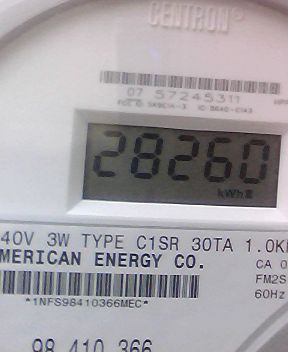 CENTRON®
07 57245311
28260
kWh
40V 3W TYPE C1SR 30TA 1.0K
MERICAN ENERGY CO.
CA 0
FM2S
60Hz
*1NFS98410366MEC*
98 410 366